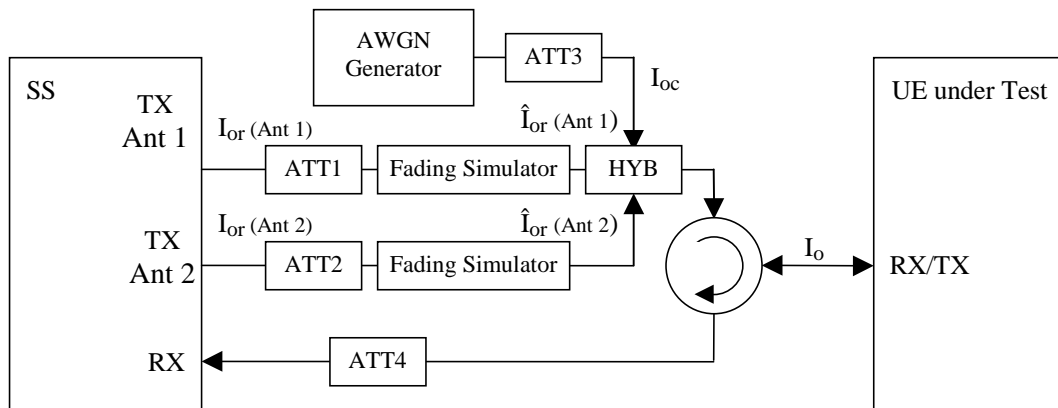 AWGN
Generator
ATT3
I_oc
SS
TX
Ant 1
I_or (Ant 1)
Î_or (Ant 1)
ATT1
Fading Simulator
HYB
UE under Test
TX
Ant 2
I_or (Ant 2)
Î_or (Ant 2)
ATT2
Fading Simulator
I_o
RX/TX
RX
ATT4